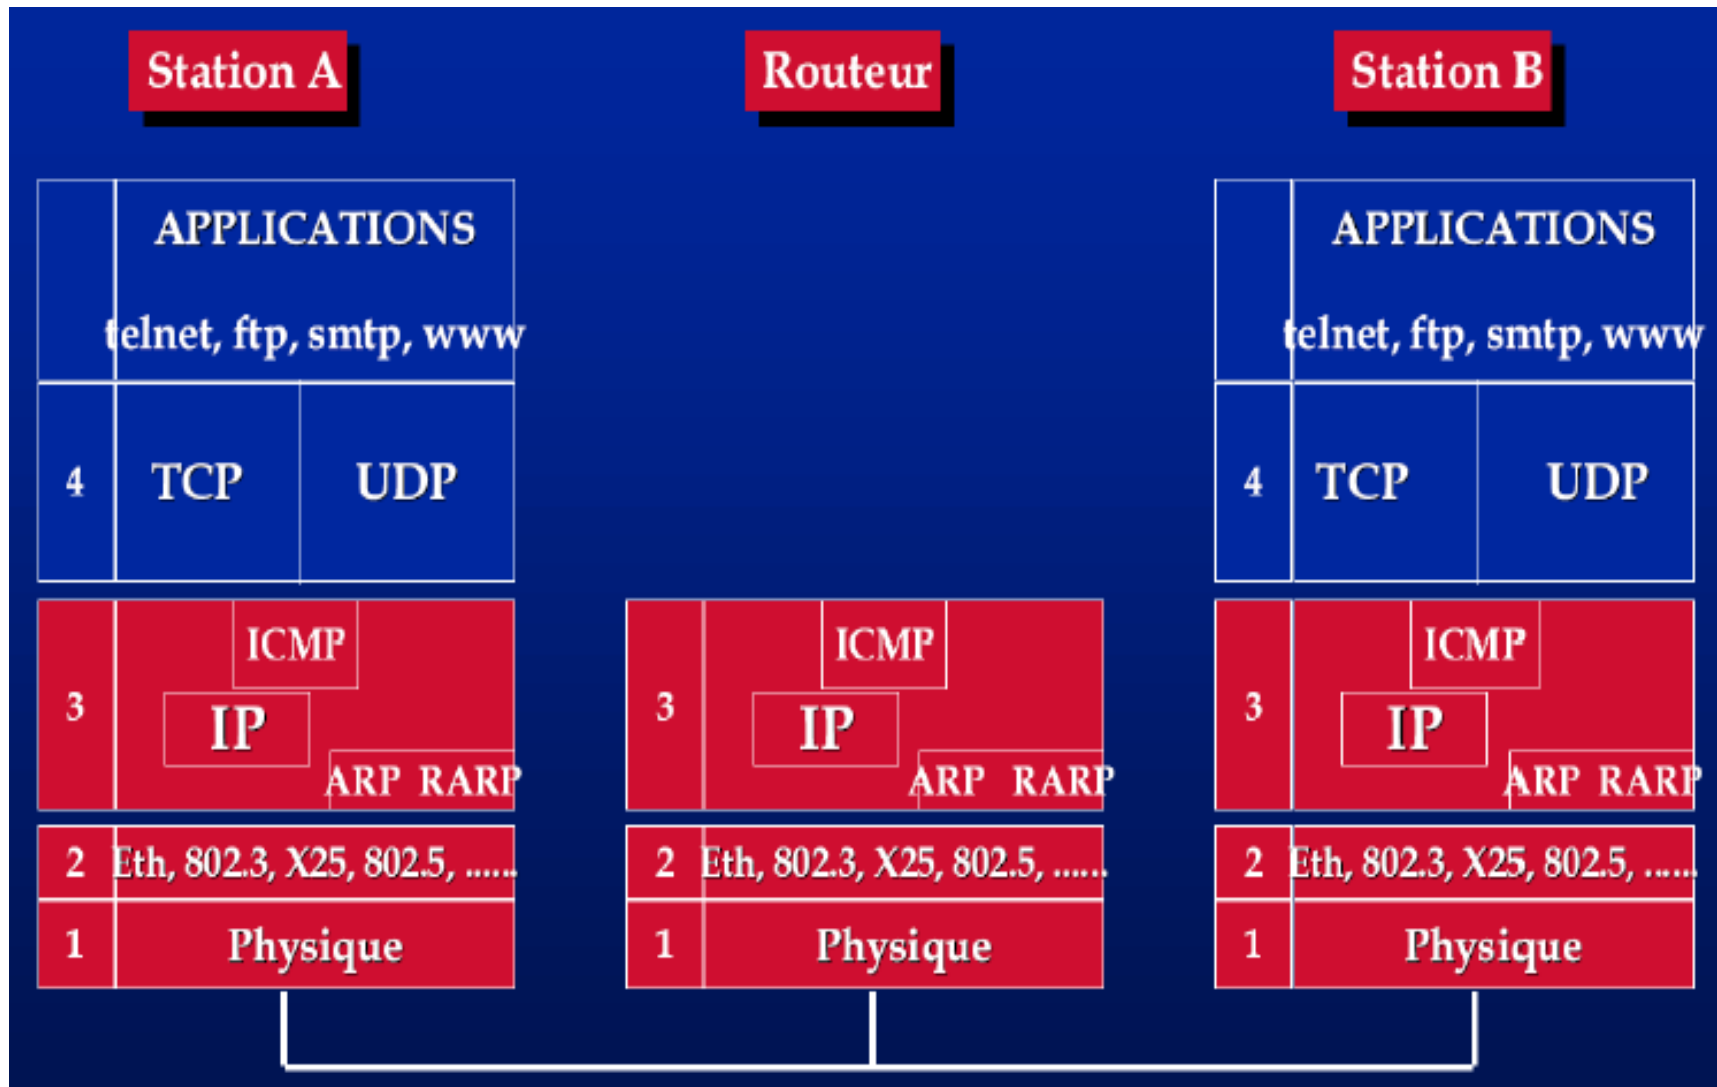 Station A
Routeur
Station B
APPLICATIONS
telnet, ftp, smtp, www
4
TCP
UDP
3
ICMP
IP
ARP RARP
2
Eth, 802.3, X25, 802.5, ......
1
Physique
3
ICMP
IP
ARP RARP
2
Eth, 802.3, X25, 802.5, ......
1
Physique
APPLICATIONS
telnet, ftp, smtp, www
4
TCP
UDP
3
ICMP
IP
ARP RARP
2
Eth, 802.3, X25, 802.5, ......
1
Physique